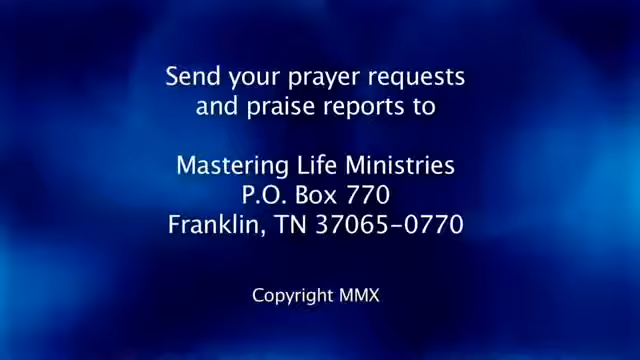 Send your prayer requests
and praise reports to
Mastering Life Ministries
P.O. Box 770
Franklin, TN 37065-0770
Copyright MMX